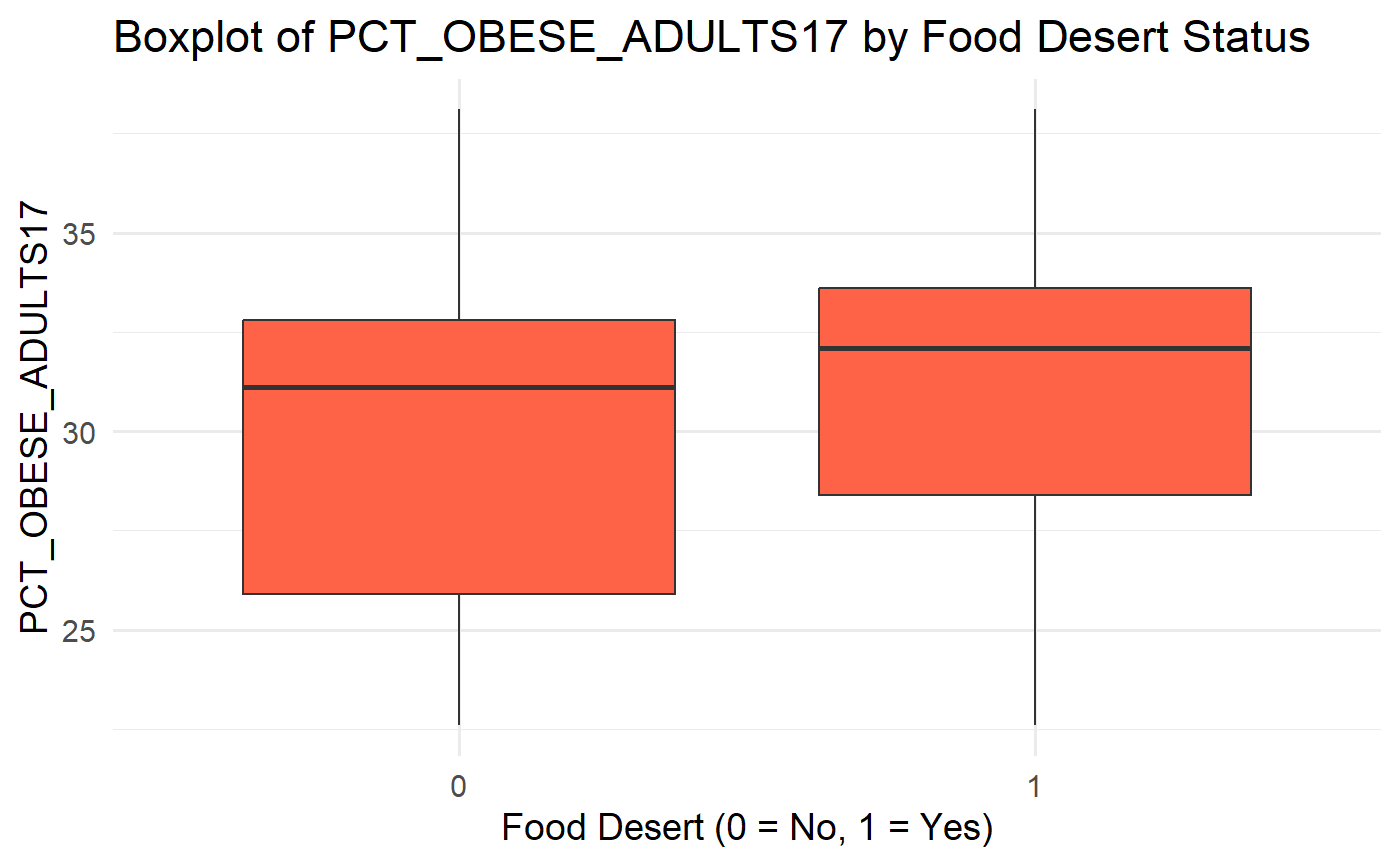 Boxplot of PCT_OBESE_ADULTS17 by Food Desert Status
PCT_OBESE_ADULTS17
35
30
25
0
1
Food Desert (0 = No, 1 = Yes)